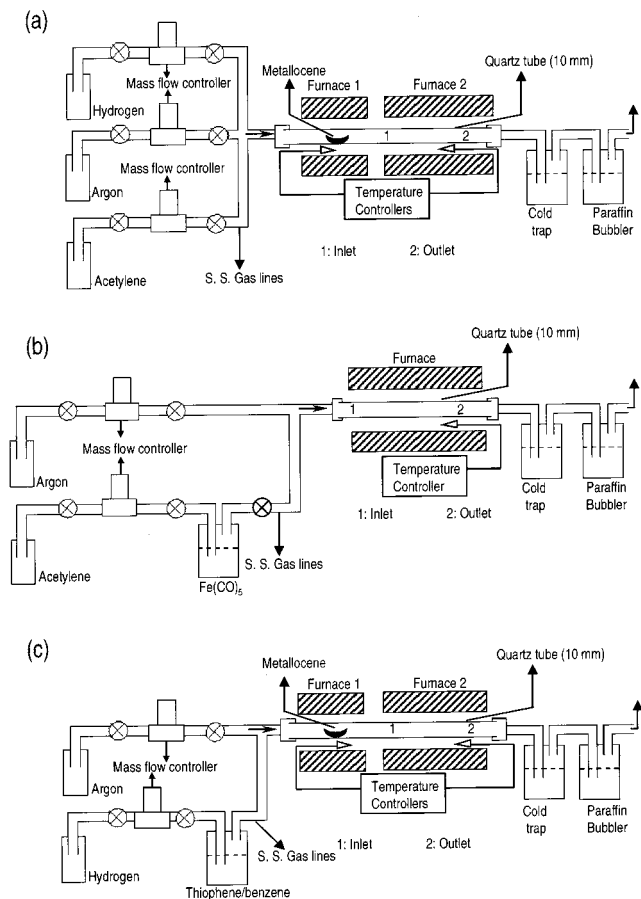 (a)
Mass flow controller
Hydrogen
Mass flow controller
Argon
Acetylene
S. S. Gas lines
Metallocene
Furnace 1
Furnace 2
Quartz tube (10 mm)
1
2
Temperature
Controllers
1: Inlet
2: Outlet
Cold
trap
Paraffin
Bubbler
(b)
Furnace
Quartz tube (10 mm)
1
2
Mass flow controller
Argon
Temperature
Controller
1: Inlet
2: Outlet
Cold
trap
Paraffin
Bubbler
Acetylene
Fe(CO)5
S. S. Gas lines
(c)
Metallocene
Furnace 1
Furnace 2
Quartz tube (10 mm)
1
2
Argon
Mass flow controller
Temperature
Controllers
1: Inlet
2: Outlet
Cold
trap
Paraffin
Bubbler
S. S. Gas lines
Hydrogen
Thiophene/benzene